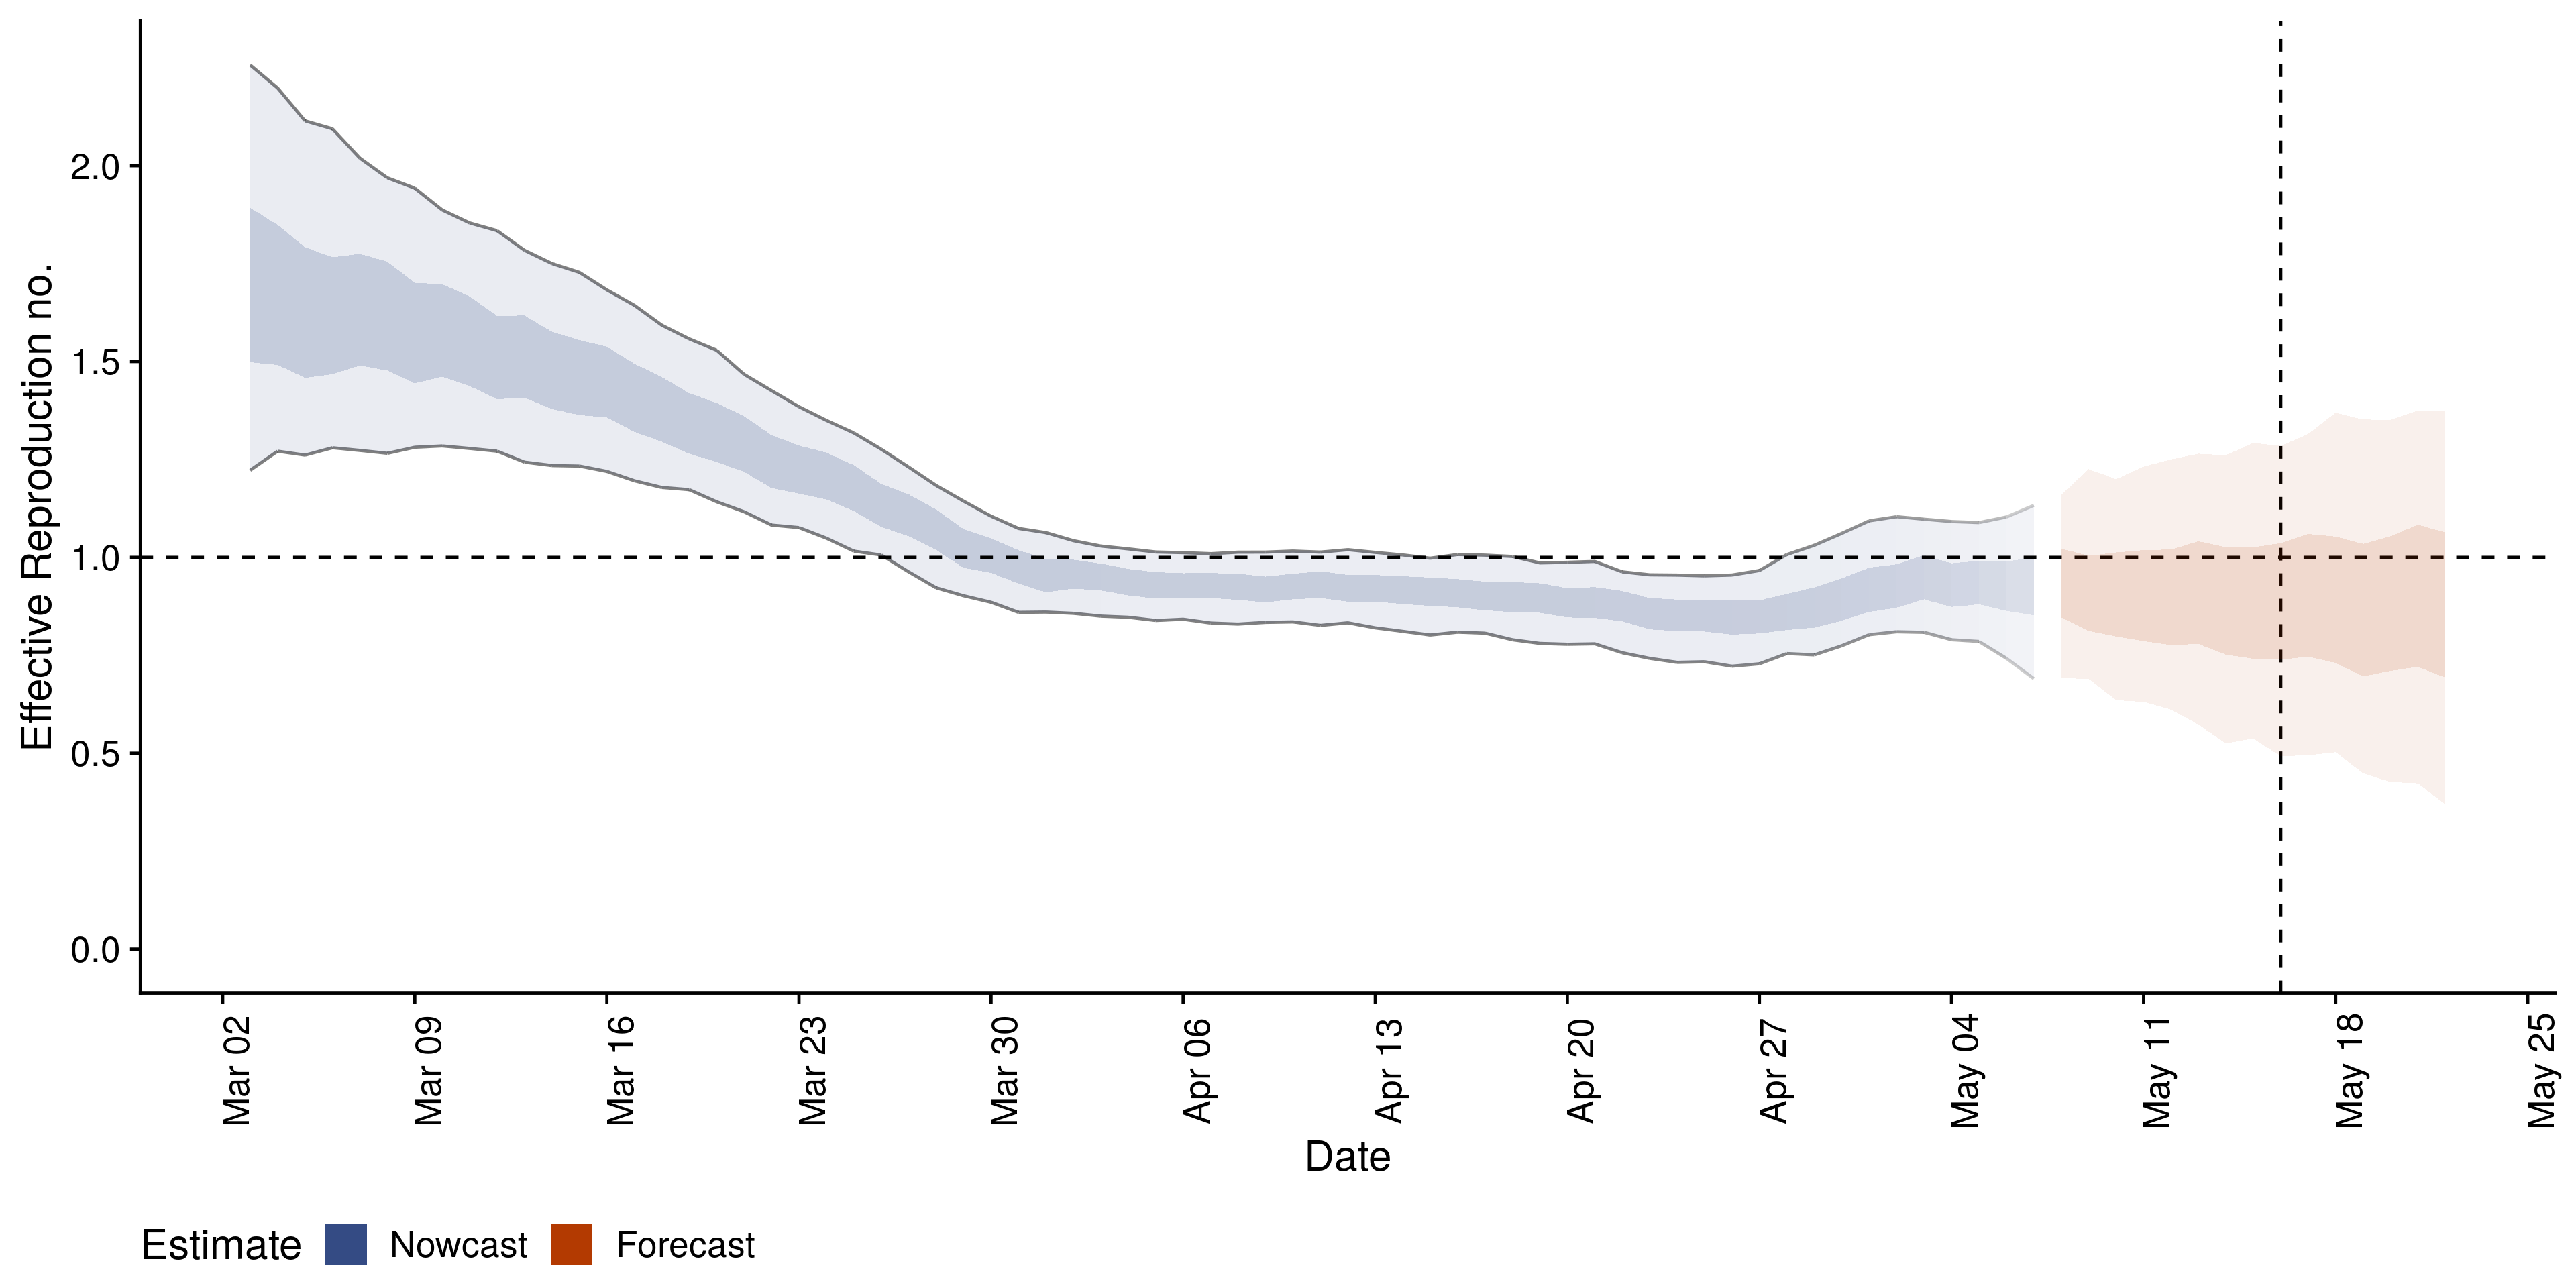 Effective Reproduction no.
2.0
1.5
1.0
0.5
0.0
Mar 02
Mar 09
Mar 16
Mar 23
Mar 30
Apr 06
Apr 13
Apr 20
Apr 27
May 04
May 11
May 18
May 25
Date
Estimate Nowcast Forecast